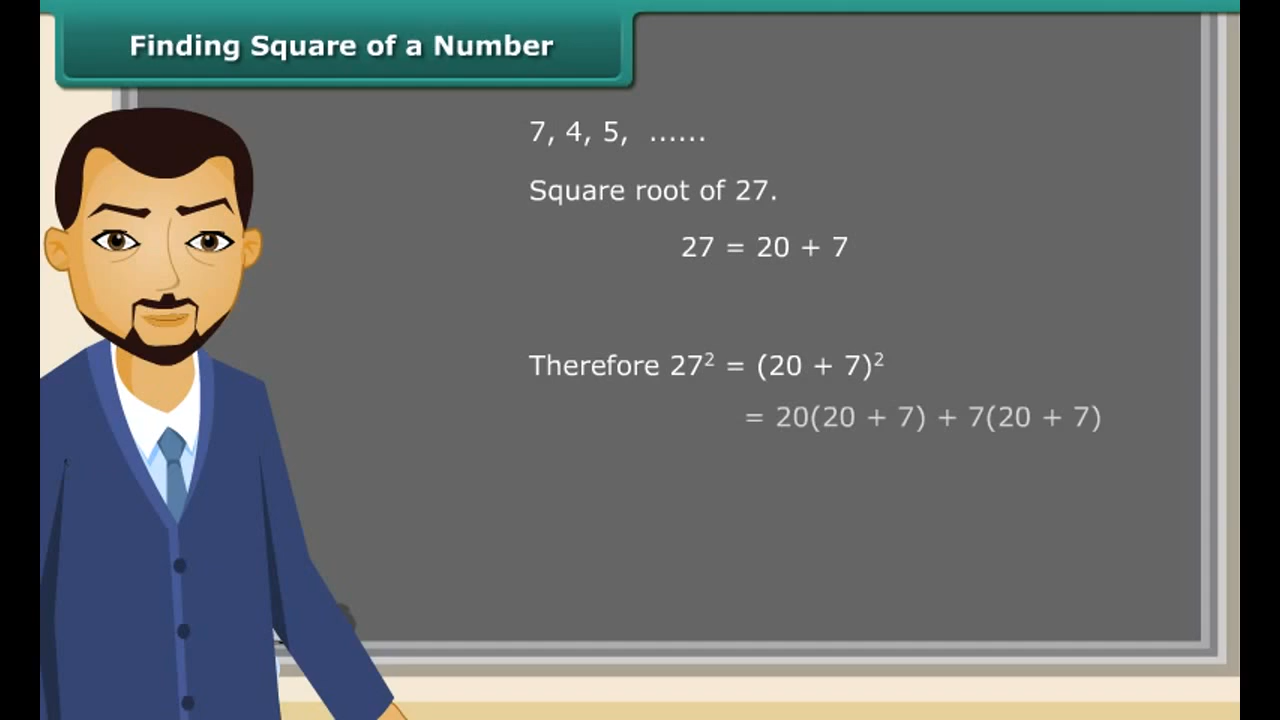 Finding Square of a Number
7, 4, 5, ......
Square root of 27.
27 = 20 + 7
Therefore 27² = (20 + 7)²
= 20(20 + 7) + 7(20 + 7)